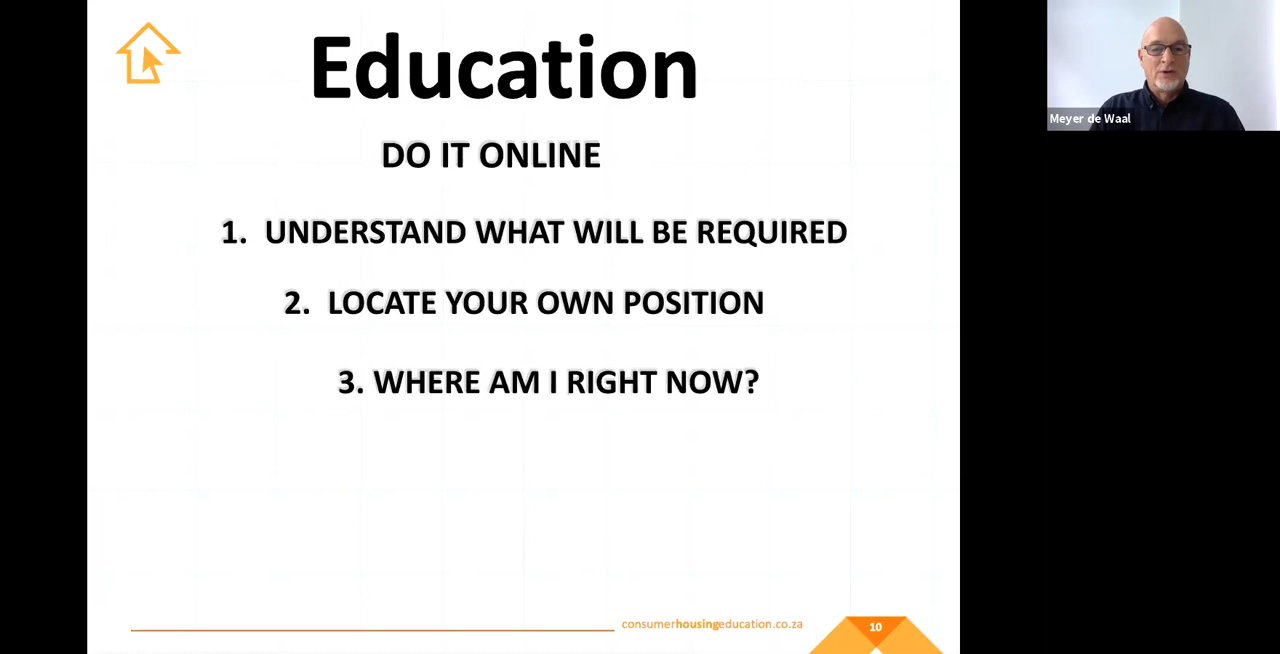 Education
DO IT ONLINE
1. UNDERSTAND WHAT WILL BE REQUIRED
2. LOCATE YOUR OWN POSITION
3. WHERE AM I RIGHT NOW?
consumerhousingeducation.co.za
10
Meyer de Waal